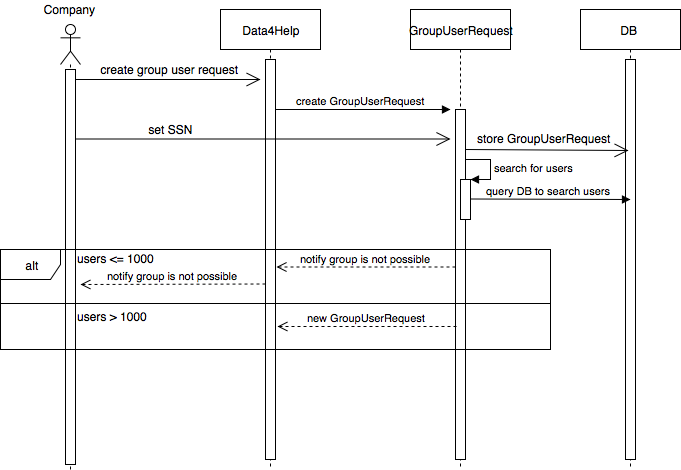 Company
Data4Help
GroupUserRequest
DB
create group user request
create GroupUserRequest
set SSN
store GroupUserRequest
search for users
query DB to search users
alt
users <= 1000
notify group is not possible
notify group is not possible
users > 1000
new GroupUserRequest